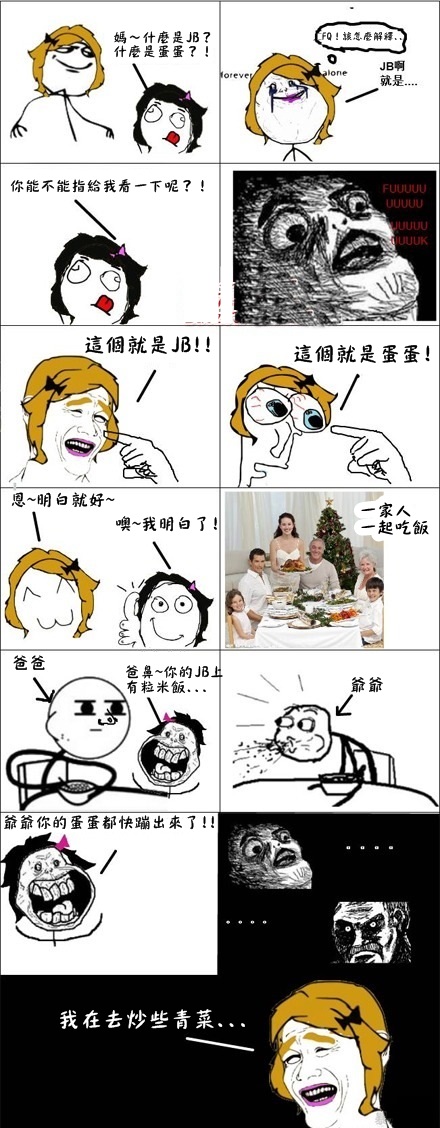 媽～什麼是JB？
什麼是蛋蛋？！
FQ！該怎麼解釋..
forever alone
JB啊
就是....
你能不能指給我看一下呢？！
FUUUUU
UUUUU
UUUUU
UUUUK
這個就是JB!!
這個就是蛋蛋!
恩~明白就好~
噢~我明白了!
一家人
一起吃飯
爸爸
爸鼻~你的JB上
有粒米飯...
爺爺
爺爺你的蛋蛋都快蹦出來了!!
....
....
我在去炒些青菜...